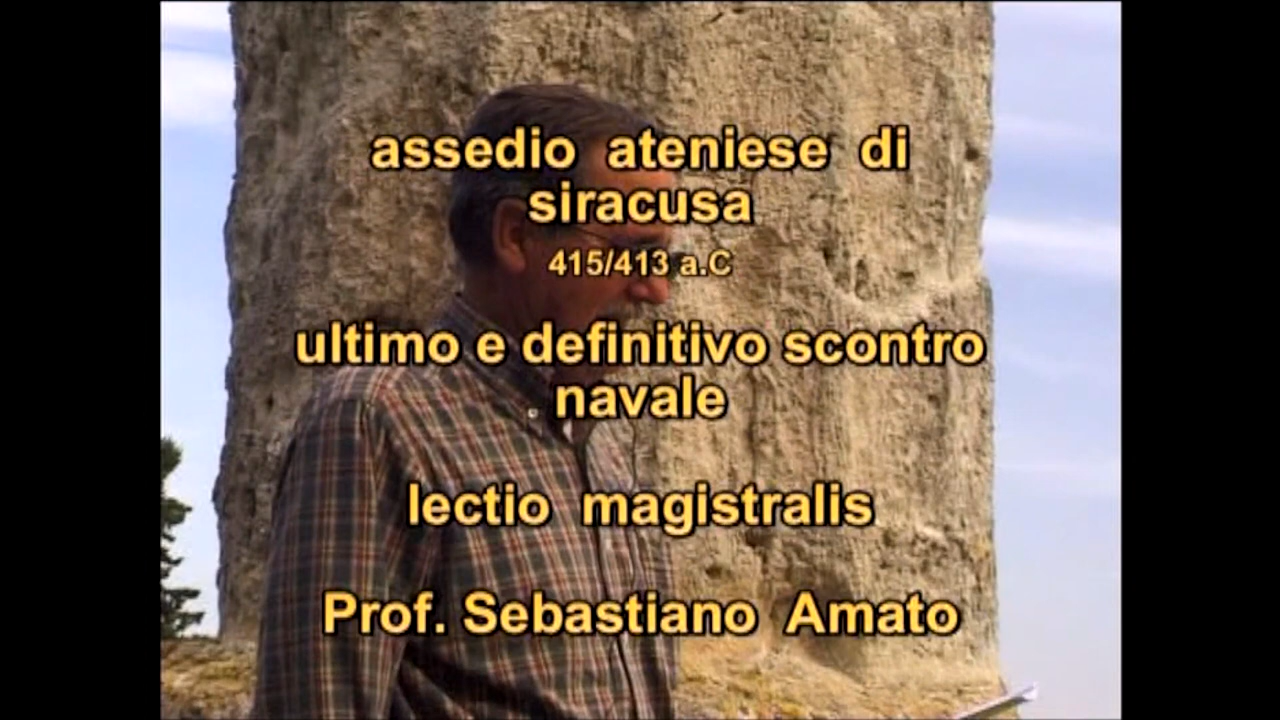 assedio ateniese di
siracusa
415/413 a.C
ultimo e definitivo scontro
navale
lectio magistralis
Prof. Sebastiano Amato